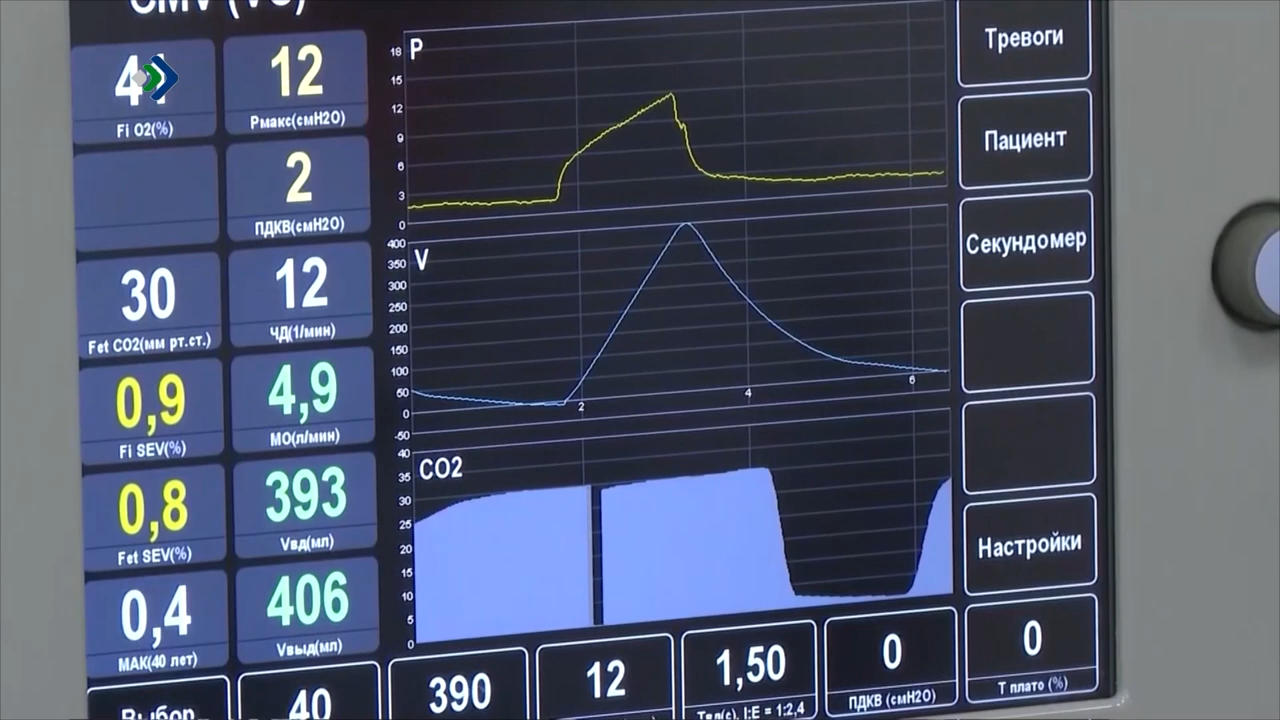 CMV (VC)
Fi O2(%)
12
Рмакс(смH2O)
2
ПДКВ(смH2O)
30
Fet CO2(мм рт.ст.)
12
ЧД(1/мин)
0,9
Fi SEV(%)
4,9
МО(л/мин)
0,8
Fet SEV(%)
393
Vвд(мл)
0,4
МАК(40 лет)
406
Vвыд(мл)
P
18
15
12
9
6
3
0
V
400
350
300
250
200
150
100
50
0
-50
2
4
6
CO2
40
35
30
25
20
15
10
5
0
Тревоги
Пациент
Секундомер
Настройки
Выбор
40
390
12
1,50
Твд(с), I:E = 1:2,4
0
ПДКВ (смH2O)
0
Т плато (%)